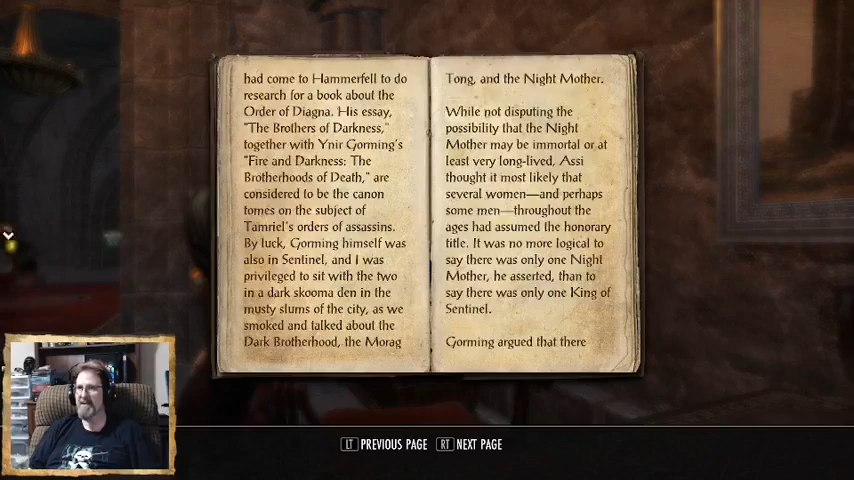 had come to Hammerfell to do
research for a book about the
Order of Diagna. His essay,
"The Brothers of Darkness,"
together with Ynir Gorming's
"Fire and Darkness: The
Brotherhoods of Death," are
considered to be the canon
tomes on the subject of
Tamriel's orders of assassins.
By luck, Gorming himself was
also in Sentinel, and I was
privileged to sit with the two
in a dark skooma den in the
musty slums of the city, as we
smoked and talked about the
Dark Brotherhood, the Morag
Tong, and the Night Mother.
While not disputing the
possibility that the Night
Mother may be immortal or at
least very long-lived, Assi
thought it most likely that
several women—and perhaps
some men—throughout the
ages had assumed the honorary
title. It was no more logical to
say there was only one Night
Mother, he asserted, than to
say there was only one King of
Sentinel.
Gorming argued that there
LT PREVIOUS PAGE RT NEXT PAGE